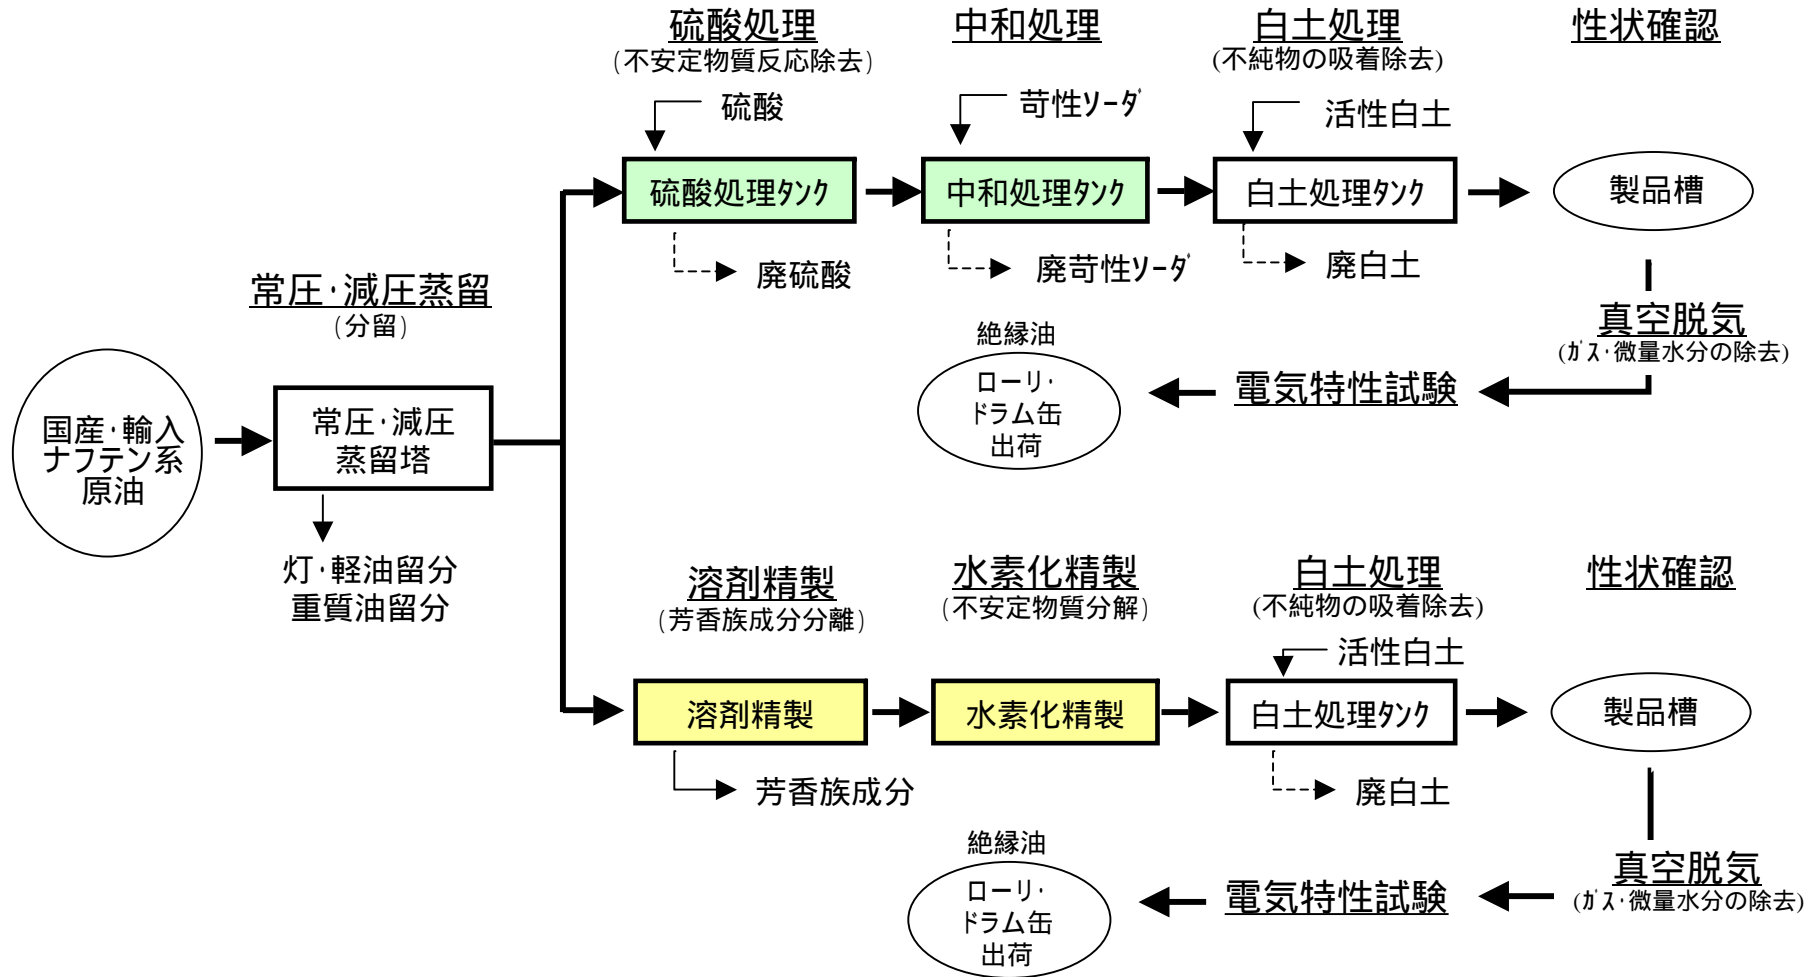 硫酸処理
(不安定物質反応除去)
中和処理
白土処理
(不純物の吸着除去)
性状確認
硫酸
苛性ｿｰﾀﾞ
活性白土
硫酸処理ﾀﾝｸ
中和処理ﾀﾝｸ
白土処理ﾀﾝｸ
製品槽
廃硫酸
廃苛性ｿｰﾀﾞ
廃白土
常圧･減圧蒸留
(分留)
真空脱気
(ｶﾞｽ･微量水分の除去)
電気特性試験
絶縁油
ローリ･
ドラム缶
出荷
国産･輸入
ナフテン系
原油
常圧･減圧
蒸留塔
灯･軽油留分
重質油留分
溶剤精製
(芳香族成分分離)
水素化精製
(不安定物質分解)
白土処理
(不純物の吸着除去)
性状確認
活性白土
溶剤精製
水素化精製
白土処理ﾀﾝｸ
製品槽
芳香族成分
廃白土
真空脱気
(ｶﾞｽ･微量水分の除去)
電気特性試験
絶縁油
ローリ･
ドラム缶
出荷